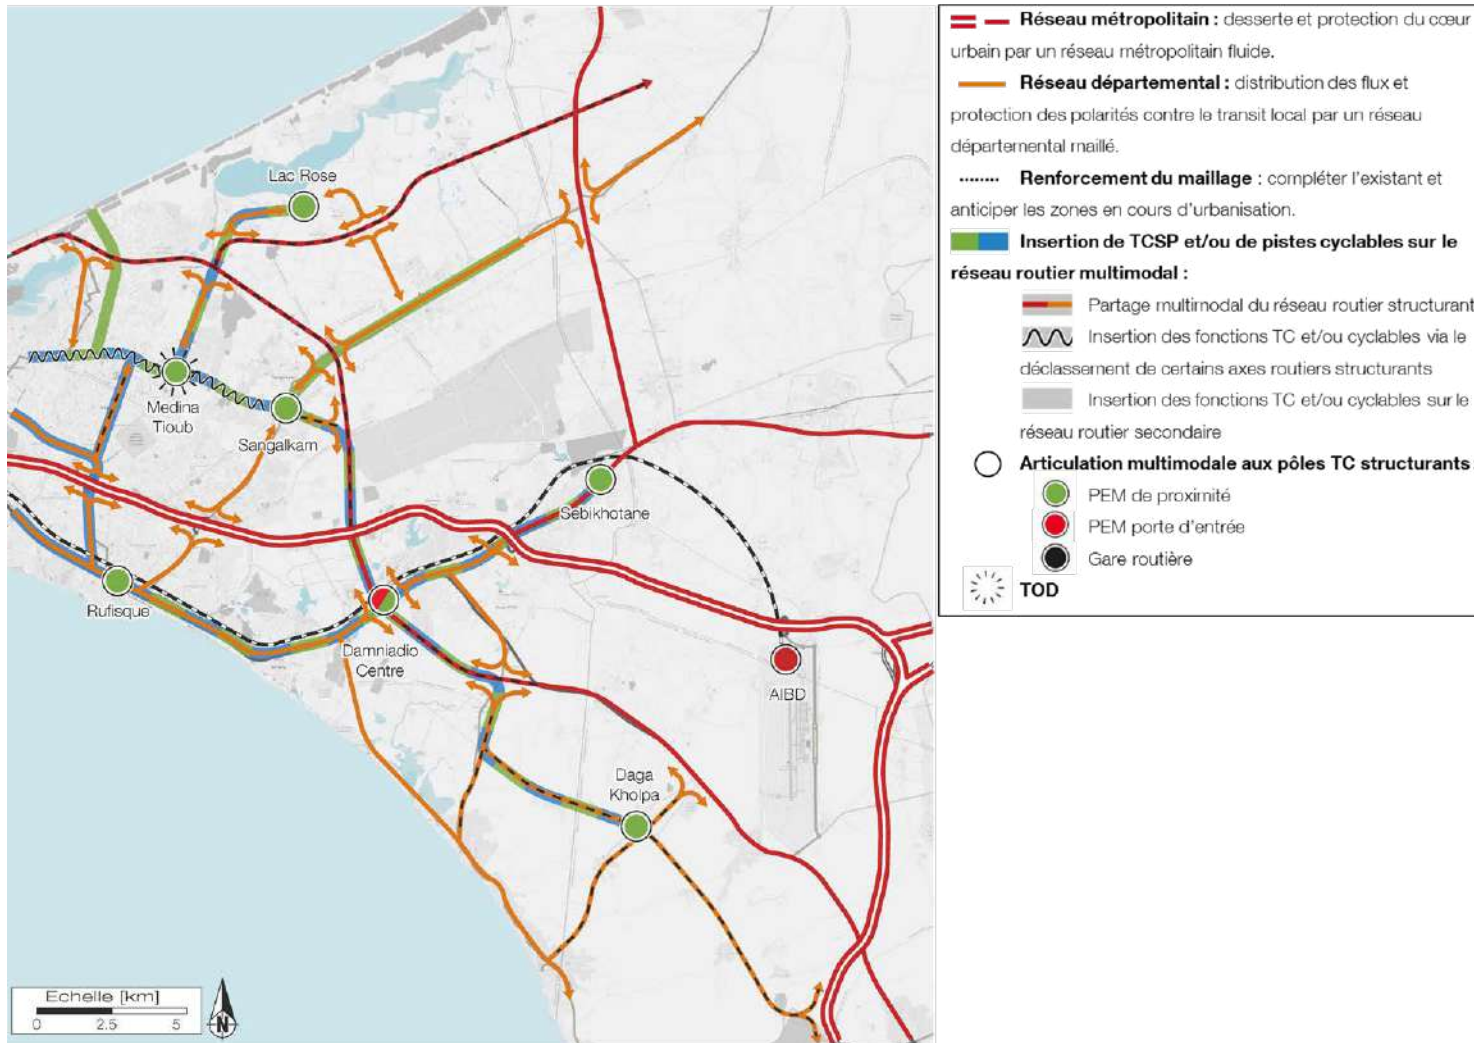 Lac Rose
Medina
Tioub
Sangalkam
Sebikhotane
Rufisque
Damniadio
Centre
AIBD
Daga
Kholpa
Echelle [km]
0 2.5 5
N
Réseau métropolitain : desserte et protection du cœur
urbain par un réseau métropolitain fluide.
Réseau départemental : distribution des flux et
protection des polarités contre le transit local par un réseau
départemental maillé.
Renforcement du maillage : compléter l'existant et
anticiper les zones en cours d'urbanisation.
Insertion de TCSP et/ou de pistes cyclables sur le
réseau routier multimodal :
Partage multimodal du réseau routier structurant
Insertion des fonctions TC et/ou cyclables via le
déclassement de certains axes routiers structurants
Insertion des fonctions TC et/ou cyclables sur le
réseau routier secondaire
Articulation multimodale aux pôles TC structurants :
PEM de proximité
PEM porte d'entrée
Gare routière
TOD